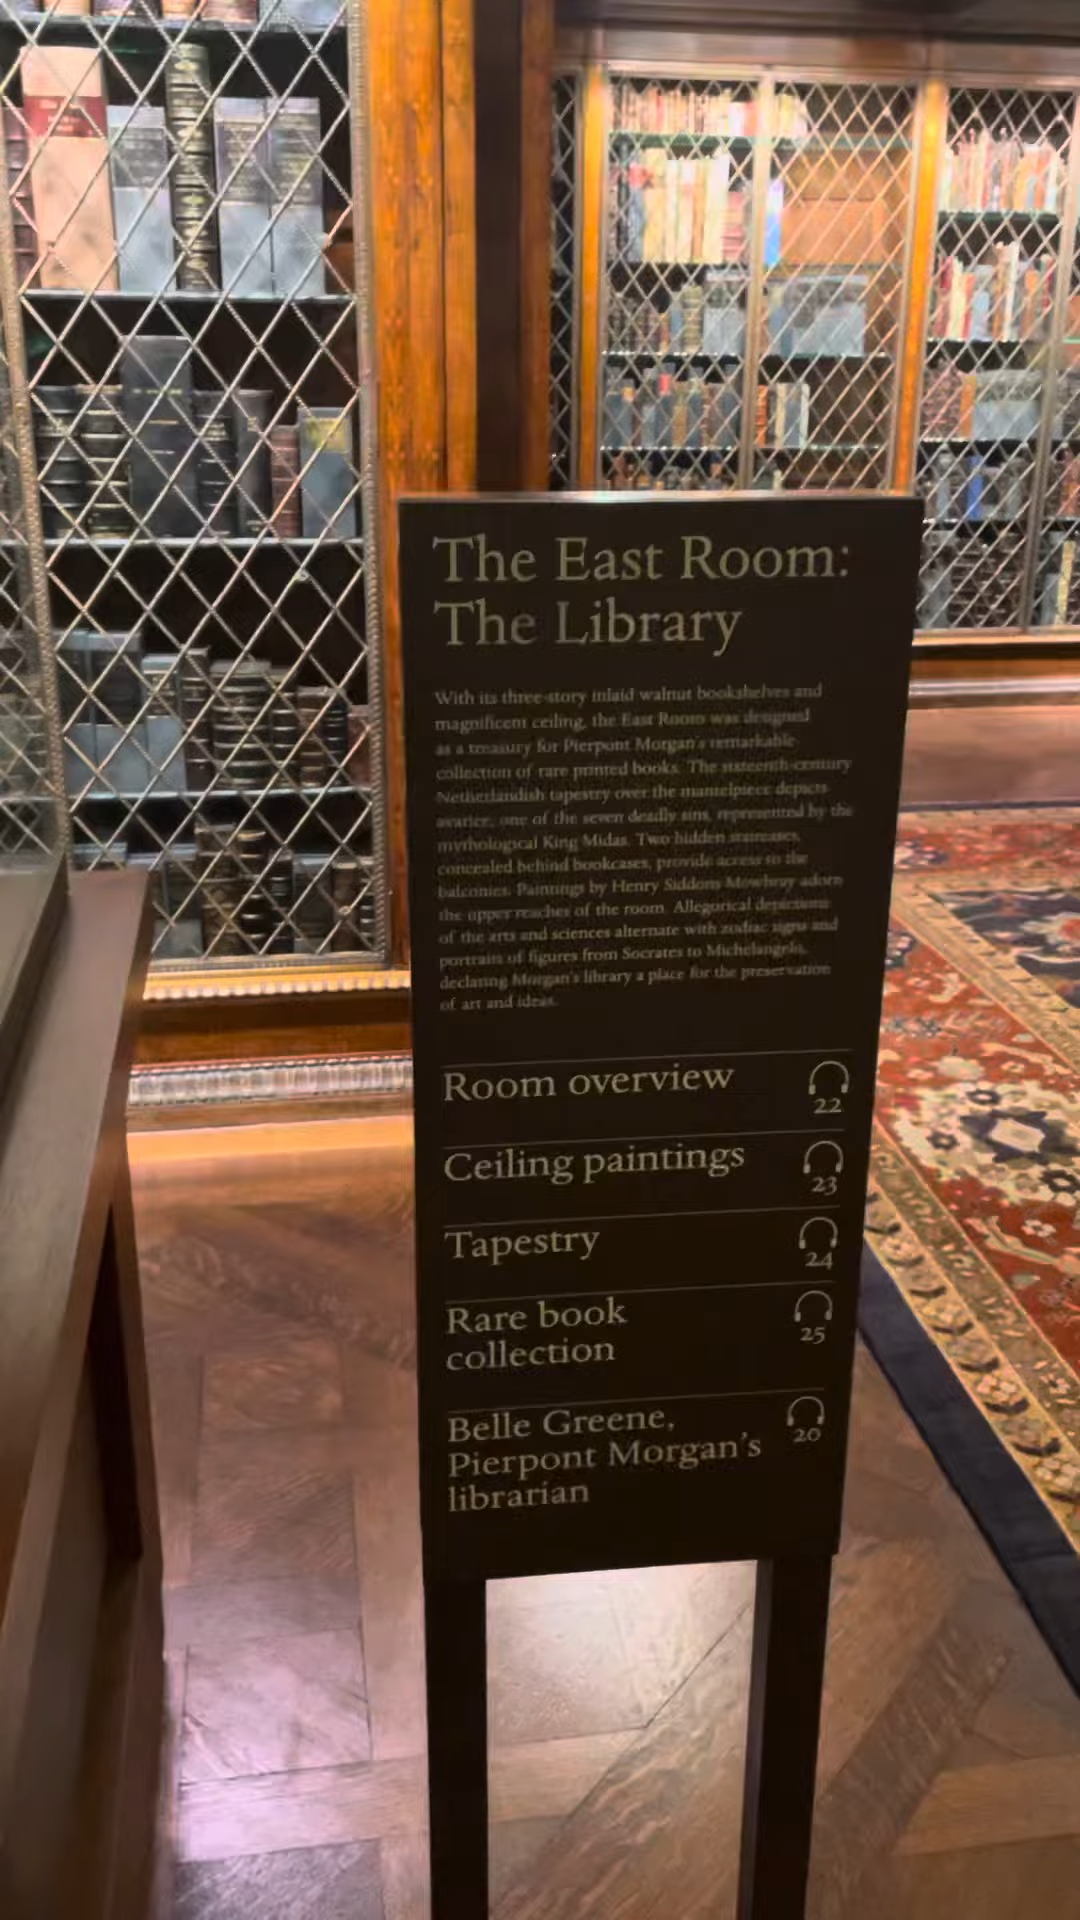 The East Room:
The Library
With its three-story inlaid walnut bookshelves and
magnificent ceiling, the East Room was designed
as a treasury for Pierpont Morgan's remarkable
collection of rare printed books. The sixteenth-century
Netherlandish tapestry over the mantelpiece depicts
avarice, one of the seven deadly sins, represented by the
mythological King Midas. Two hidden staircases,
concealed behind bookcases, provide access to the
balconies. Paintings by Henry Siddons Mowbray adorn
the upper reaches of the room. Allegorical depictions
of the arts and sciences alternate with zodiac signs and
portraits of figures from Socrates to Michelangelo,
declaring Morgan's library a place for the preservation
of art and ideas.
Room overview
22
Ceiling paintings
23
Tapestry
24
Rare book
collection
25
Belle Greene,
Pierpont Morgan's
librarian
20